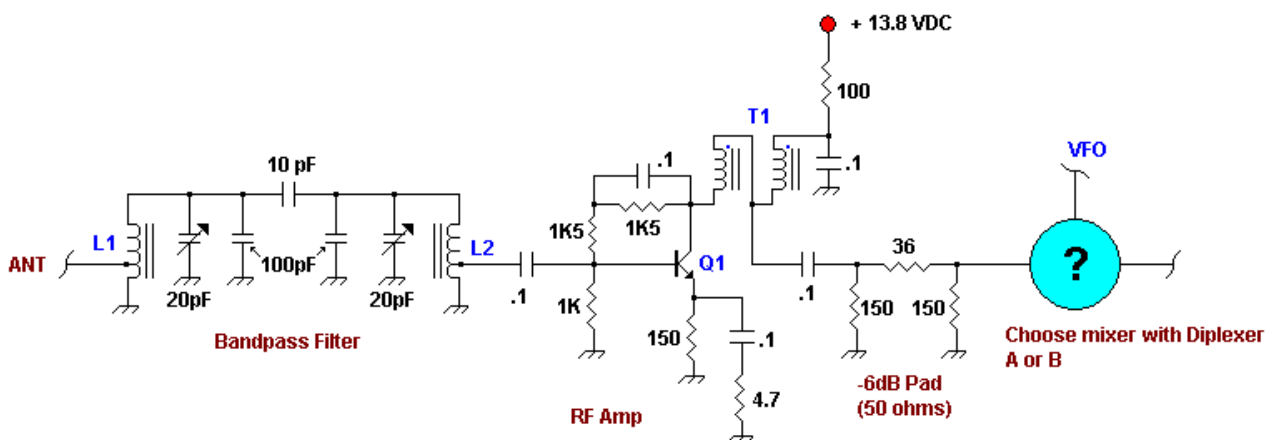 + 13.8 VDC
100
T1
.1
VFO
10 pF
.1
1K5
1K5
L1
100pF
L2
ANT
20pF
20pF
.1
Q1
36
?
1K
.1
150
150
150
.1
4.7
Bandpass Filter
RF Amp
-6dB Pad
(50 ohms)
Choose mixer with Diplexer
A or B